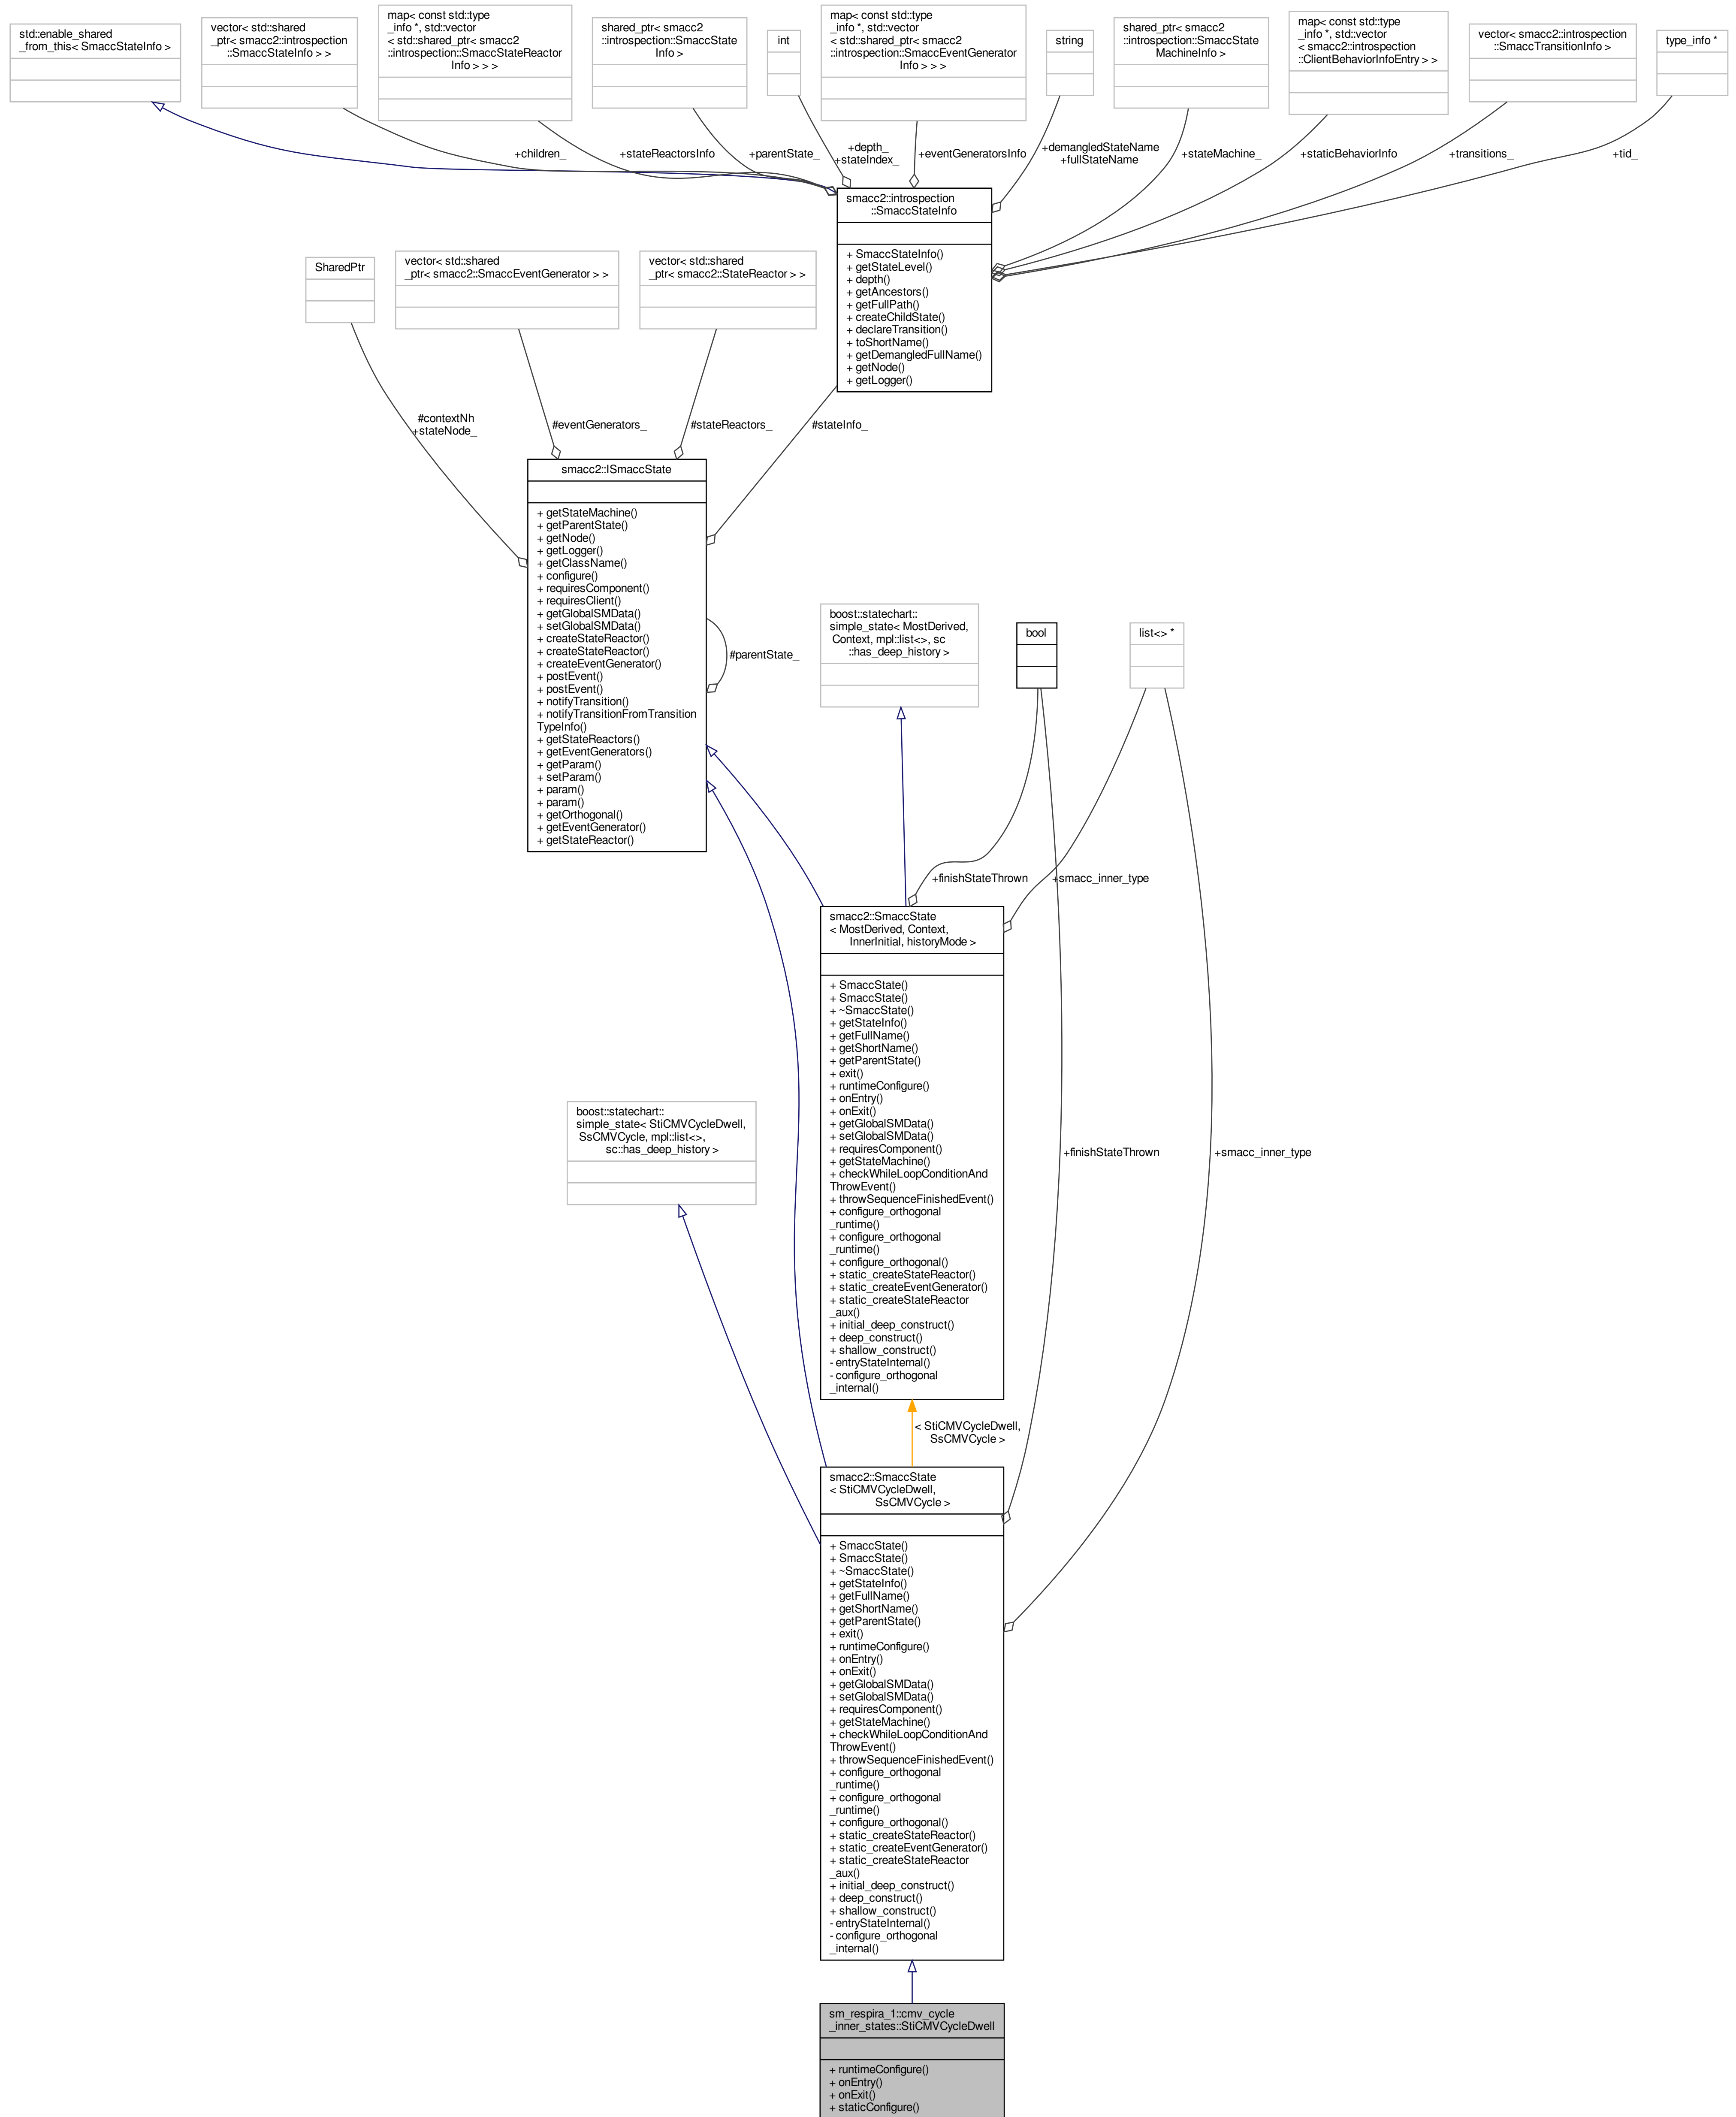 std::enable_shared
_from_this< SmaccStateInfo >
vector< std::shared
_ptr< smacc2::introspection
::SmaccStateInfo > >
map< const std::type
_info *, std::vector
< std::shared_ptr< smacc2
::introspection::SmaccStateReactor
Info > > >
shared_ptr< smacc2
::introspection::SmaccState
Info >
int
map< const std::type
_info *, std::vector
< std::shared_ptr< smacc2
::introspection::SmaccEventGenerator
Info > > >
string
shared_ptr< smacc2
::introspection::SmaccState
MachineInfo >
map< const std::type
_info *, std::vector
< smacc2::introspection
::ClientBehaviorInfoEntry > >
vector< smacc2::introspection
::SmaccTransitionInfo >
type_info *
+children_
+stateReactorsInfo
+parentState_
+depth_
+stateIndex_
+eventGeneratorsInfo
+demangledStateName
+fullStateName
+stateMachine_
+staticBehaviorInfo
+transitions_
+tid_
smacc2::introspection
::SmaccStateInfo
+ SmaccStateInfo()
+ getStateLevel()
+ depth()
+ getAncestors()
+ getFullPath()
+ createChildState()
+ declareTransition()
+ toShortName()
+ getDemangledFullName()
+ getNode()
+ getLogger()
SharedPtr
vector< std::shared
_ptr< smacc2::SmaccEventGenerator > >
vector< std::shared
_ptr< smacc2::StateReactor > >
#contextNh
+stateNode_
#eventGenerators_
#stateReactors_
#stateInfo_
smacc2::ISmaccState
+ getStateMachine()
+ getParentState()
+ getNode()
+ getLogger()
+ getClassName()
+ configure()
+ requiresComponent()
+ requiresClient()
+ getGlobalSMData()
+ setGlobalSMData()
+ createStateReactor()
+ createStateReactor()
+ createEventGenerator()
+ postEvent()
+ postEvent()
+ notifyTransition()
+ notifyTransitionFromTransition
TypeInfo()
+ getStateReactors()
+ getEventGenerators()
+ getParam()
+ setParam()
+ param()
+ param()
+ getOrthogonal()
+ getEventGenerator()
+ getStateReactor()
#parentState_
boost::statechart::
simple_state< MostDerived,
Context, mpl::list<>, sc
::has_deep_history >
bool
list<> *
+finishStateThrown
+smacc_inner_type
smacc2::SmaccState
< MostDerived, Context,
InnerInitial, historyMode >
+ SmaccState()
+ SmaccState()
+ ~SmaccState()
+ getStateInfo()
+ getFullName()
+ getShortName()
+ getParentState()
+ exit()
+ runtimeConfigure()
+ onEntry()
+ onExit()
+ getGlobalSMData()
+ setGlobalSMData()
+ requiresComponent()
+ getStateMachine()
+ checkWhileLoopConditionAnd
ThrowEvent()
+ throwSequenceFinishedEvent()
+ configure_orthogonal
_runtime()
+ configure_orthogonal
_runtime()
+ configure_orthogonal()
+ static_createStateReactor()
+ static_createEventGenerator()
+ static_createStateReactor
_aux()
+ initial_deep_construct()
+ deep_construct()
+ shallow_construct()
- entryStateInternal()
- configure_orthogonal
_internal()
boost::statechart::
simple_state< StiCMVCycleDwell,
SsCMVCycle, mpl::list<>,
sc::has_deep_history >
+finishStateThrown
+smacc_inner_type
< StiCMVCycleDwell,
SsCMVCycle >
smacc2::SmaccState
< StiCMVCycleDwell,
SsCMVCycle >
+ SmaccState()
+ SmaccState()
+ ~SmaccState()
+ getStateInfo()
+ getFullName()
+ getShortName()
+ getParentState()
+ exit()
+ runtimeConfigure()
+ onEntry()
+ onExit()
+ getGlobalSMData()
+ setGlobalSMData()
+ requiresComponent()
+ getStateMachine()
+ checkWhileLoopConditionAnd
ThrowEvent()
+ throwSequenceFinishedEvent()
+ configure_orthogonal
_runtime()
+ configure_orthogonal
_runtime()
+ configure_orthogonal()
+ static_createStateReactor()
+ static_createEventGenerator()
+ static_createStateReactor
_aux()
+ initial_deep_construct()
+ deep_construct()
+ shallow_construct()
- entryStateInternal()
- configure_orthogonal
_internal()
sm_respira_1::cmv_cycle
_inner_states::StiCMVCycleDwell
+ runtimeConfigure()
+ onEntry()
+ onExit()
+ staticConfigure()